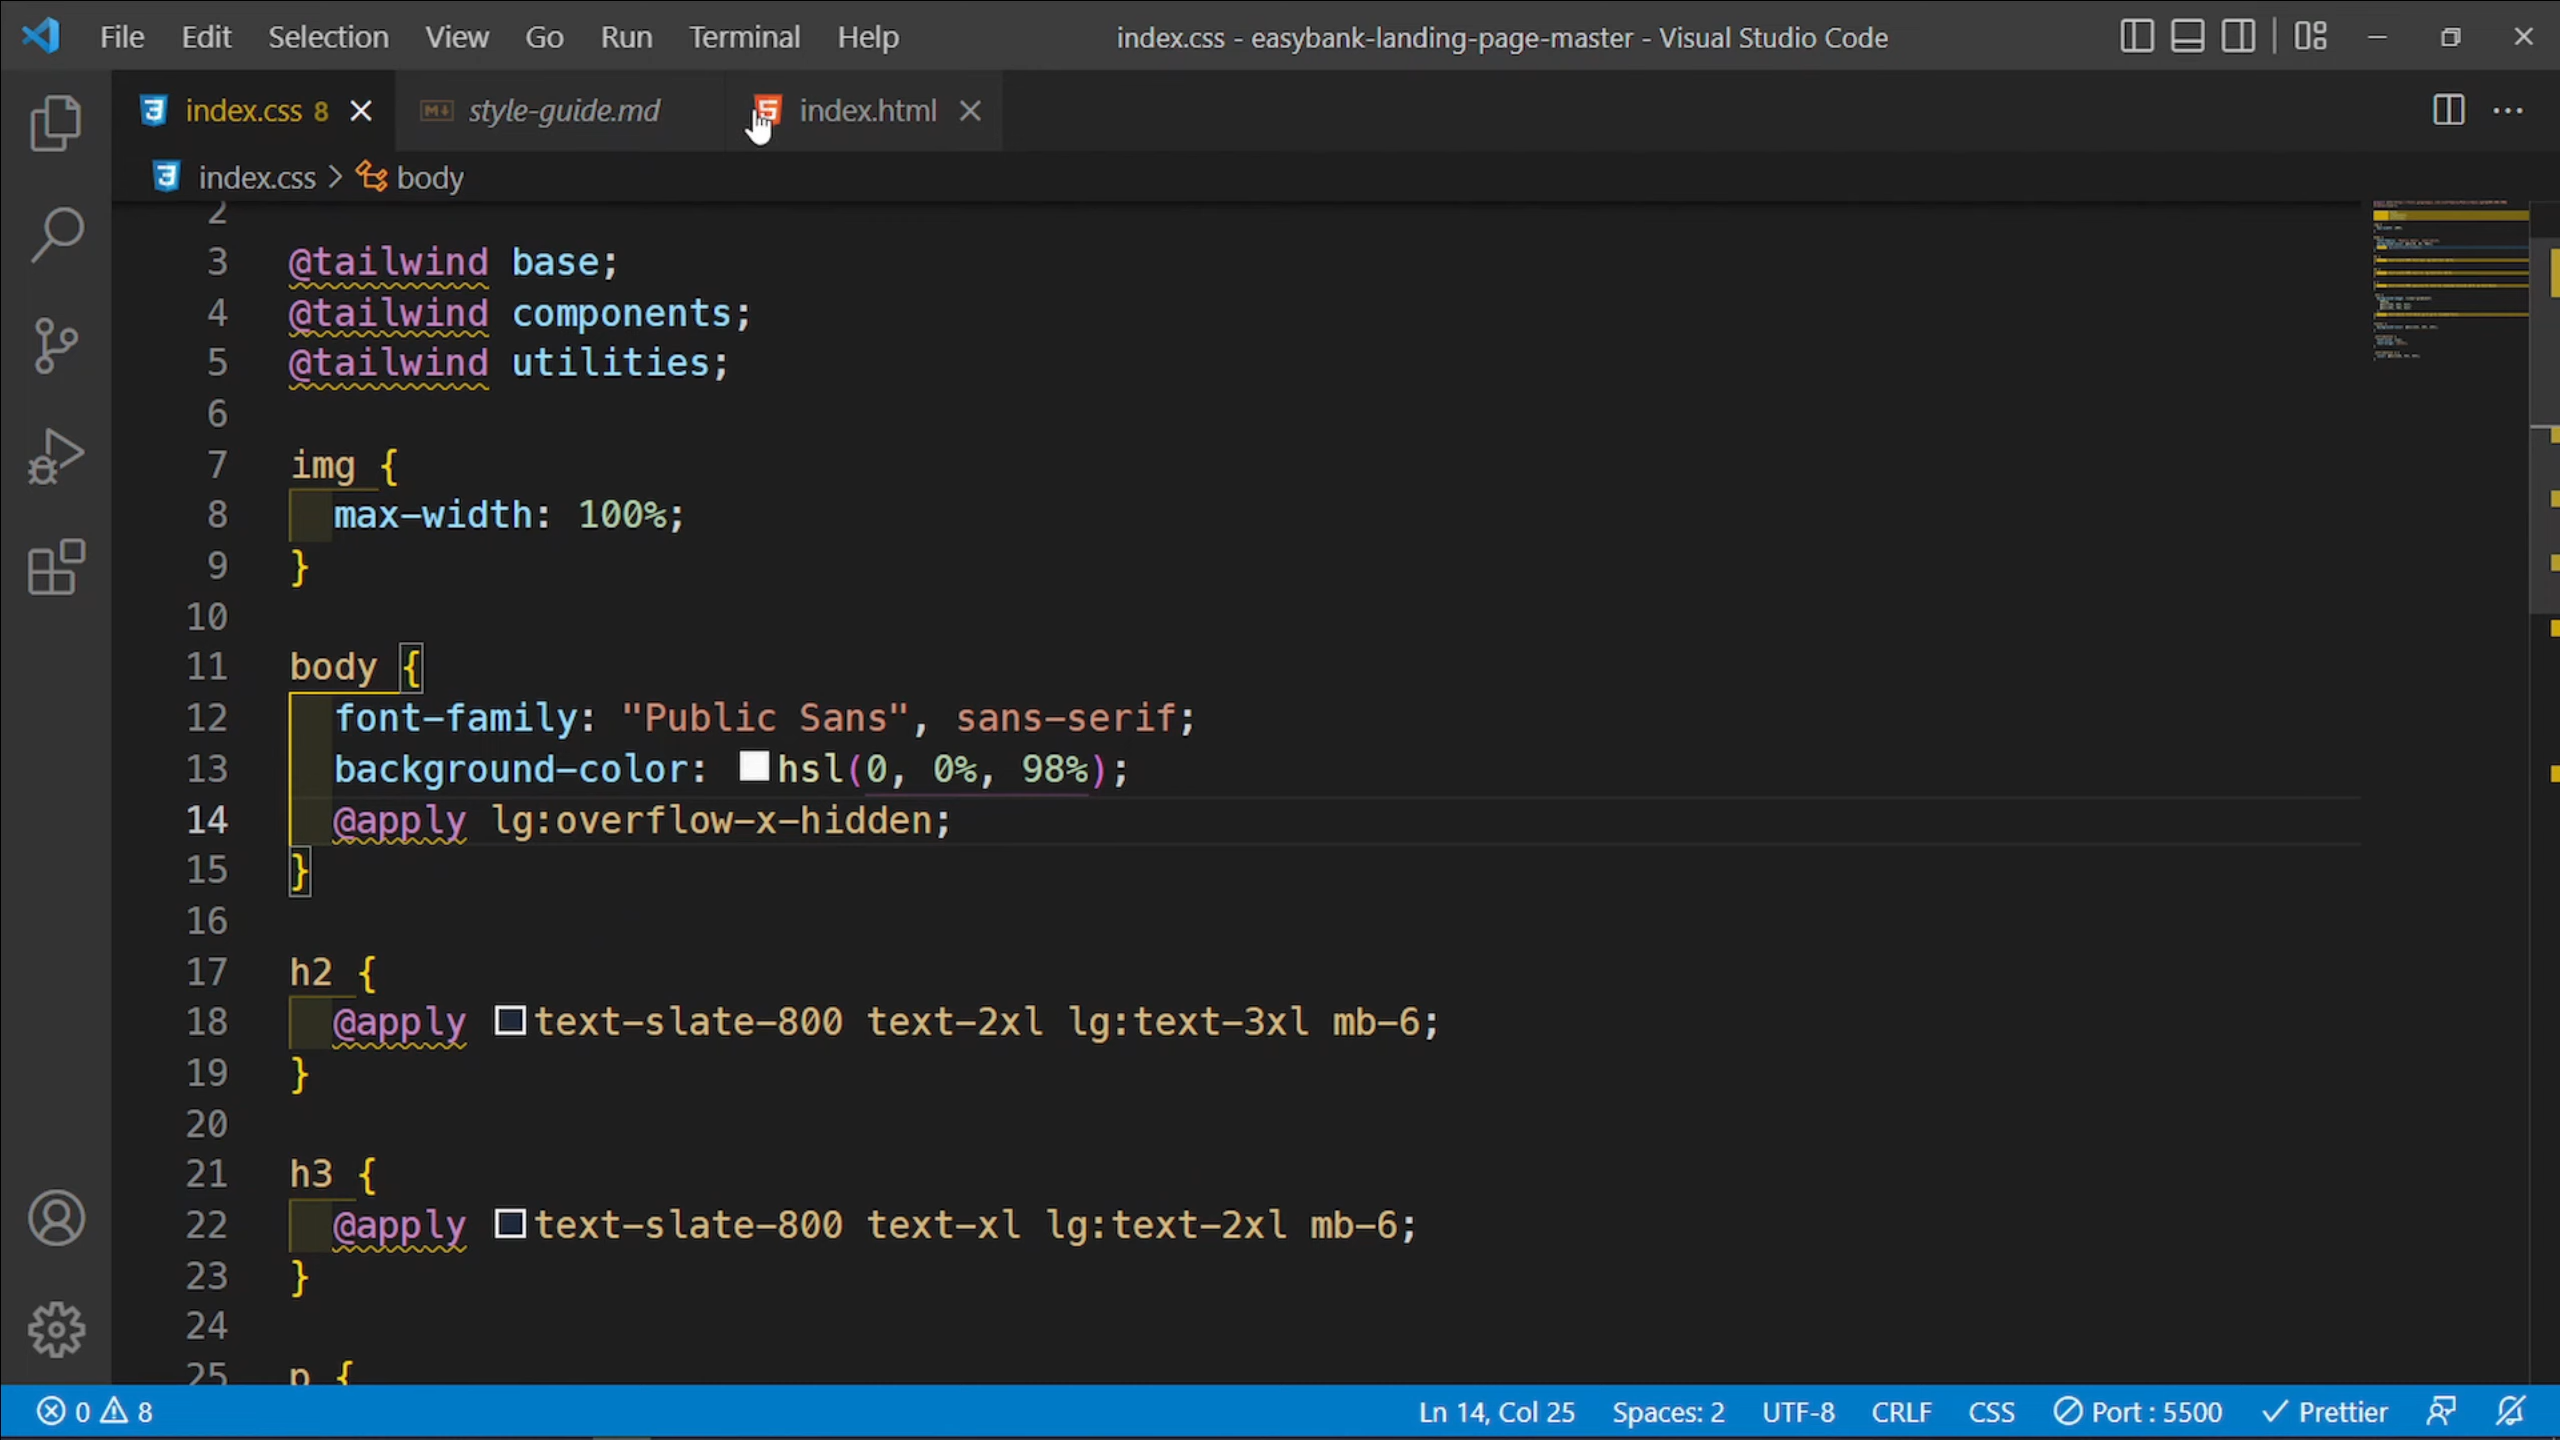 File Edit Selection View Go Run Terminal Help index.css - easybank-landing-page-master - Visual Studio Code
index.css 8 style-guide.md index.html
index.css > body
2
3 @tailwind base;
4 @tailwind components;
5 @tailwind utilities;
6
7 img {
8 max-width: 100%;
9 }
10
11 body {
12 font-family: "Public Sans", sans-serif;
13 background-color: hsl(0, 0%, 98%);
14 @apply lg:overflow-x-hidden;
15 }
16
17 h2 {
18 @apply text-slate-800 text-2xl lg:text-3xl mb-6;
19 }
20
21 h3 {
22 @apply text-slate-800 text-xl lg:text-2xl mb-6;
23 }
24
25 p {
0 8 Ln 14, Col 25 Spaces: 2 UTF-8 CRLF CSS Port : 5500 Prettier